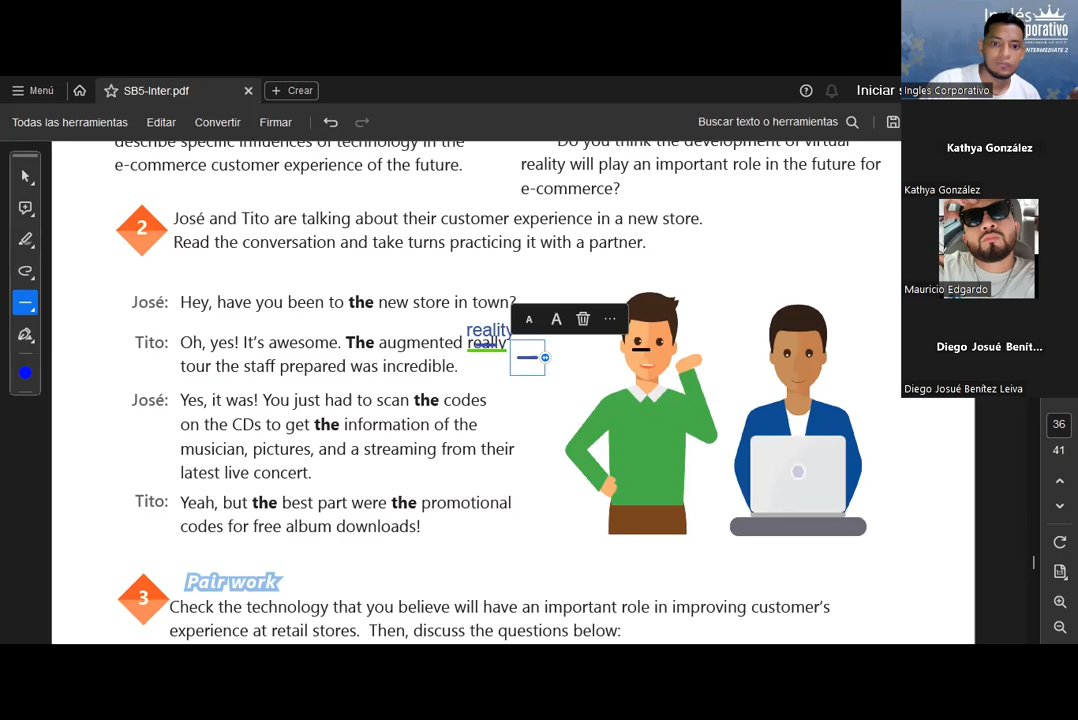 Inglés
Corporativo
INTERMEDIATE 2
Ingles Corporativo
Menú
SB5-Inter.pdf
Crear
Iniciar
Todas las herramientas
Editar
Convertir
Firmar
Buscar texto o herramientas
Kathya González
Kathya González
Mauricio Edgardo
Diego Josué Benít...
Diego Josué Benítez Leiva
describe specific influences of technology in the
e-commerce customer experience of the future.
Do you think the development of virtual
reality will play an important role in the future for
e-commerce?
2
José and Tito are talking about their customer experience in a new store.
Read the conversation and take turns practicing it with a partner.
José: Hey, have you been to the new store in town?
reality
Tito: Oh, yes! It's awesome. The augmented really
tour the staff prepared was incredible.
José: Yes, it was! You just had to scan the codes
on the CDs to get the information of the
musician, pictures, and a streaming from their
latest live concert.
Tito: Yeah, but the best part were the promotional
codes for free album downloads!
A A ...
36
41
Pair work
3
Check the technology that you believe will have an important role in improving customer's
experience at retail stores. Then, discuss the questions below: